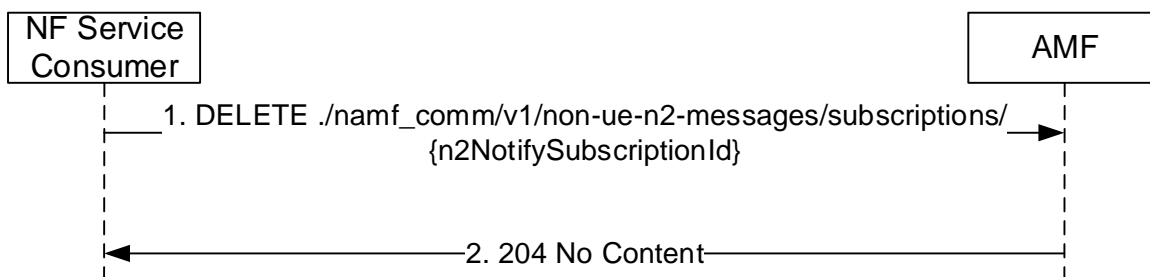 NF Service
Consumer
AMF
1. DELETE ./namf_comm/v1/non-ue-n2-messages/subscriptions/
{n2NotifySubscriptionId}
2. 204 No Content